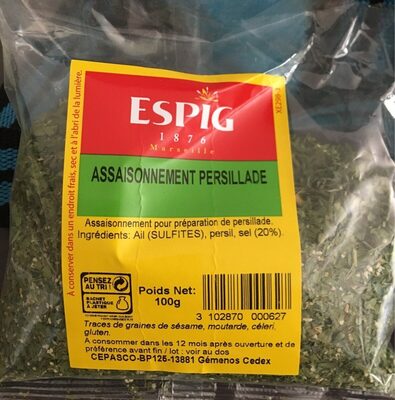 ESPIG
1876
Marseille
ASSAISONNEMENT PERSILLADE
Assaisonnement pour préparation de persillade.
Ingrédients: Ail (SULFITES), persil, sel (20%).
A conserver dans un endroit frais, sec et à l'abri de la lumière.
PENSEZ
AU TRI !
SACHET
PLASTIQUE
À JETER
Poids Net:
100g
3 102870 000627
Traces de graines de sésame, moutarde, céleri,
gluten.
A consommer dans les 12 mois après ouverture et de
préférence avant fin / lot : voir au dos
CEPASCO-BP125-13881 Gémenos Cedex